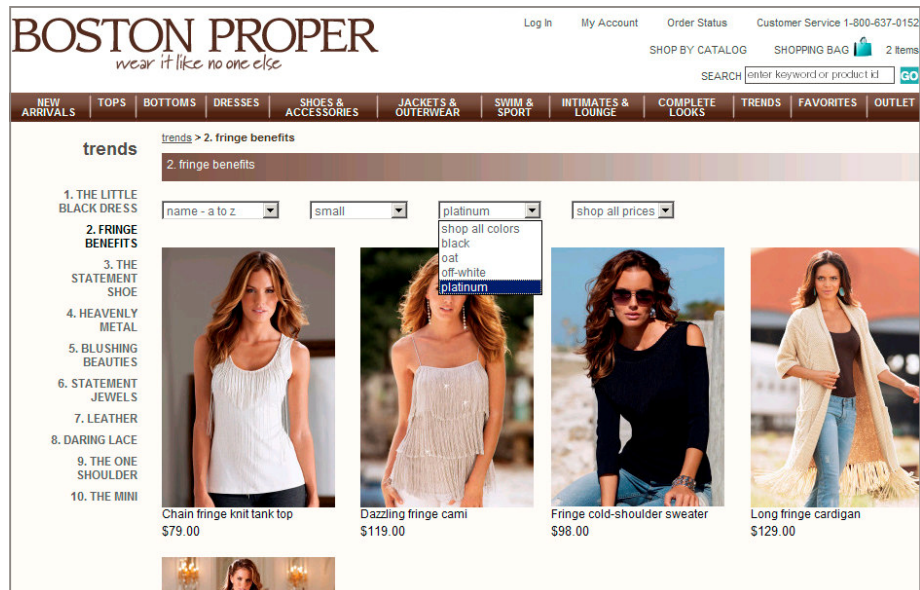 BOSTON PROPER
wear it like no one else
Log In My Account Order Status Customer Service 1-800-637-0152
SHOP BY CATALOG SHOPPING BAG 2 Items
SEARCH enter keyword or product id GO
NEW ARRIVALS TOPS BOTTOMS DRESSES SHOES & ACCESSORIES JACKETS & OUTERWEAR SWIM & SPORT INTIMATES & LOUNGE COMPLETE LOOKS TRENDS FAVORITES OUTLET
trends
1. THE LITTLE
BLACK DRESS
2. FRINGE
BENEFITS
3. THE
STATEMENT
SHOE
4. HEAVENLY
METAL
5. BLUSHING
BEAUTIES
6. STATEMENT
JEWELS
7. LEATHER
8. DARING LACE
9. THE ONE
SHOULDER
10. THE MINI
trends > 2. fringe benefits
2. fringe benefits
name - a to z small platinum shop all prices
shop all colors
black
oat
off-white
platinum
Chain fringe knit tank top
$79.00
Dazzling fringe cami
$119.00
Fringe cold-shoulder sweater
$98.00
Long fringe cardigan
$129.00